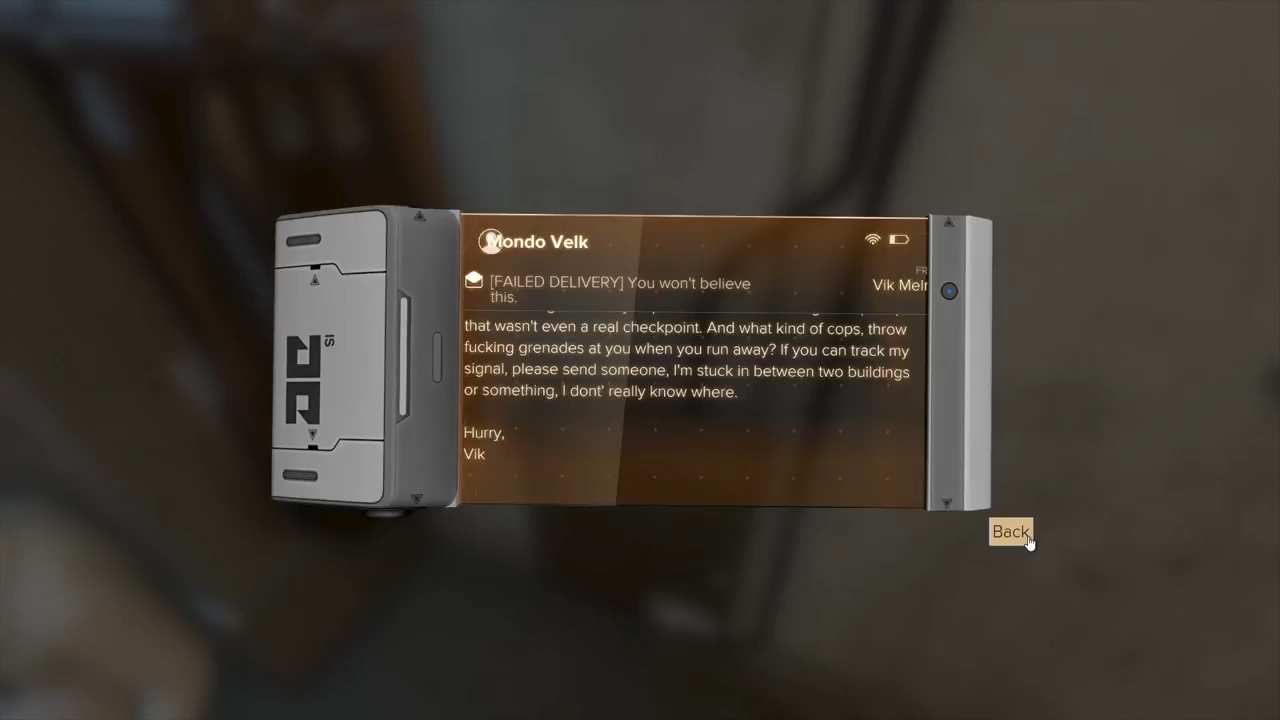 Mondo Velk
FR
[FAILED DELIVERY] You won't believe
this.
Vik Meln
that wasn't even a real checkpoint. And what kind of cops, throw
fucking grenades at you when you run away? If you can track my
signal, please send someone, I'm stuck in between two buildings
or something, I dont' really know where.
Hurry,
Vik
IS
Back